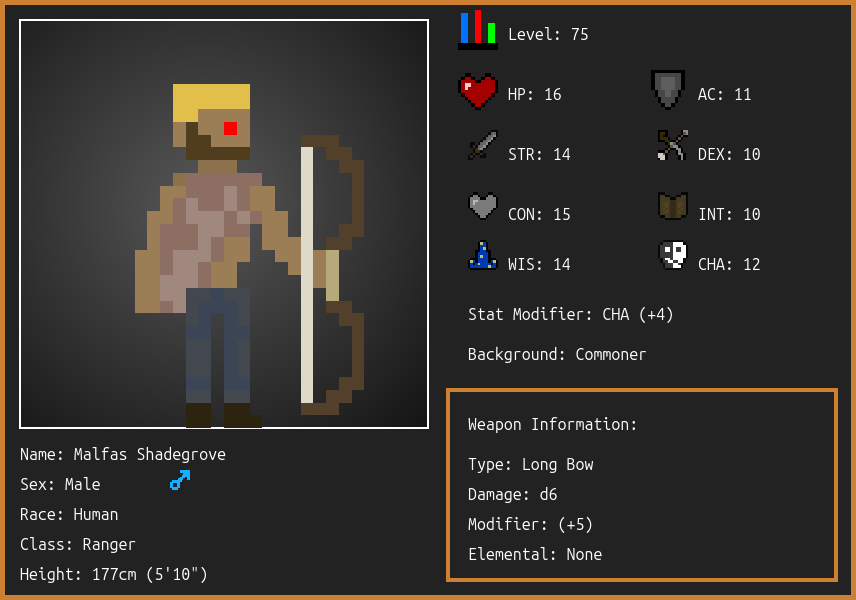 Level: 75
HP: 16
AC: 11
STR: 14
DEX: 10
CON: 15
INT: 10
WIS: 14
CHA: 12
Stat Modifier: CHA (+4)
Background: Commoner
Weapon Information:
Type: Long Bow
Damage: d6
Modifier: (+5)
Elemental: None
Name: Malfas Shadegrove
Sex: Male
Race: Human
Class: Ranger
Height: 177cm (5'10")